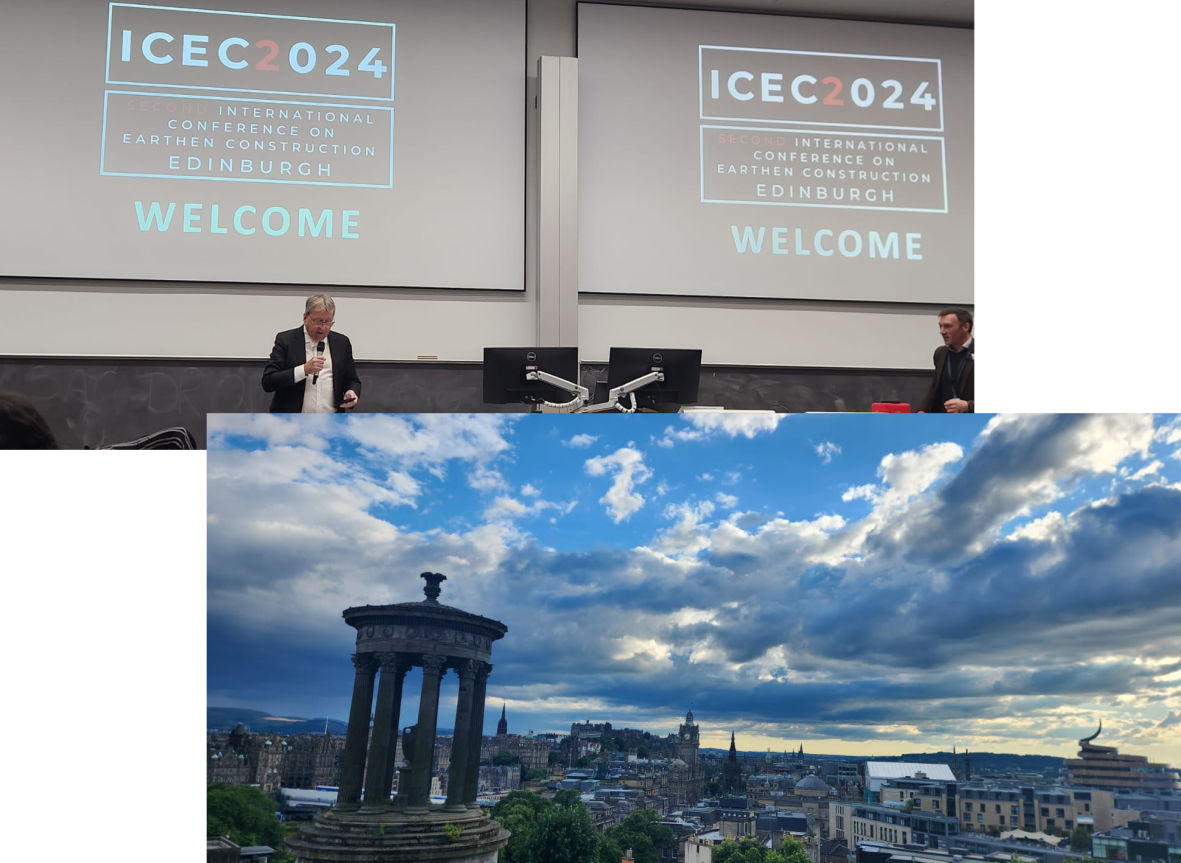 ICEC2024
SECOND INTERNATIONAL
CONFERENCE ON
EARTHEN CONSTRUCTION
EDINBURGH
WELCOME
ICEC2024
SECOND INTERNATIONAL
CONFERENCE ON
EARTHEN CONSTRUCTION
EDINBURGH
WELCOME